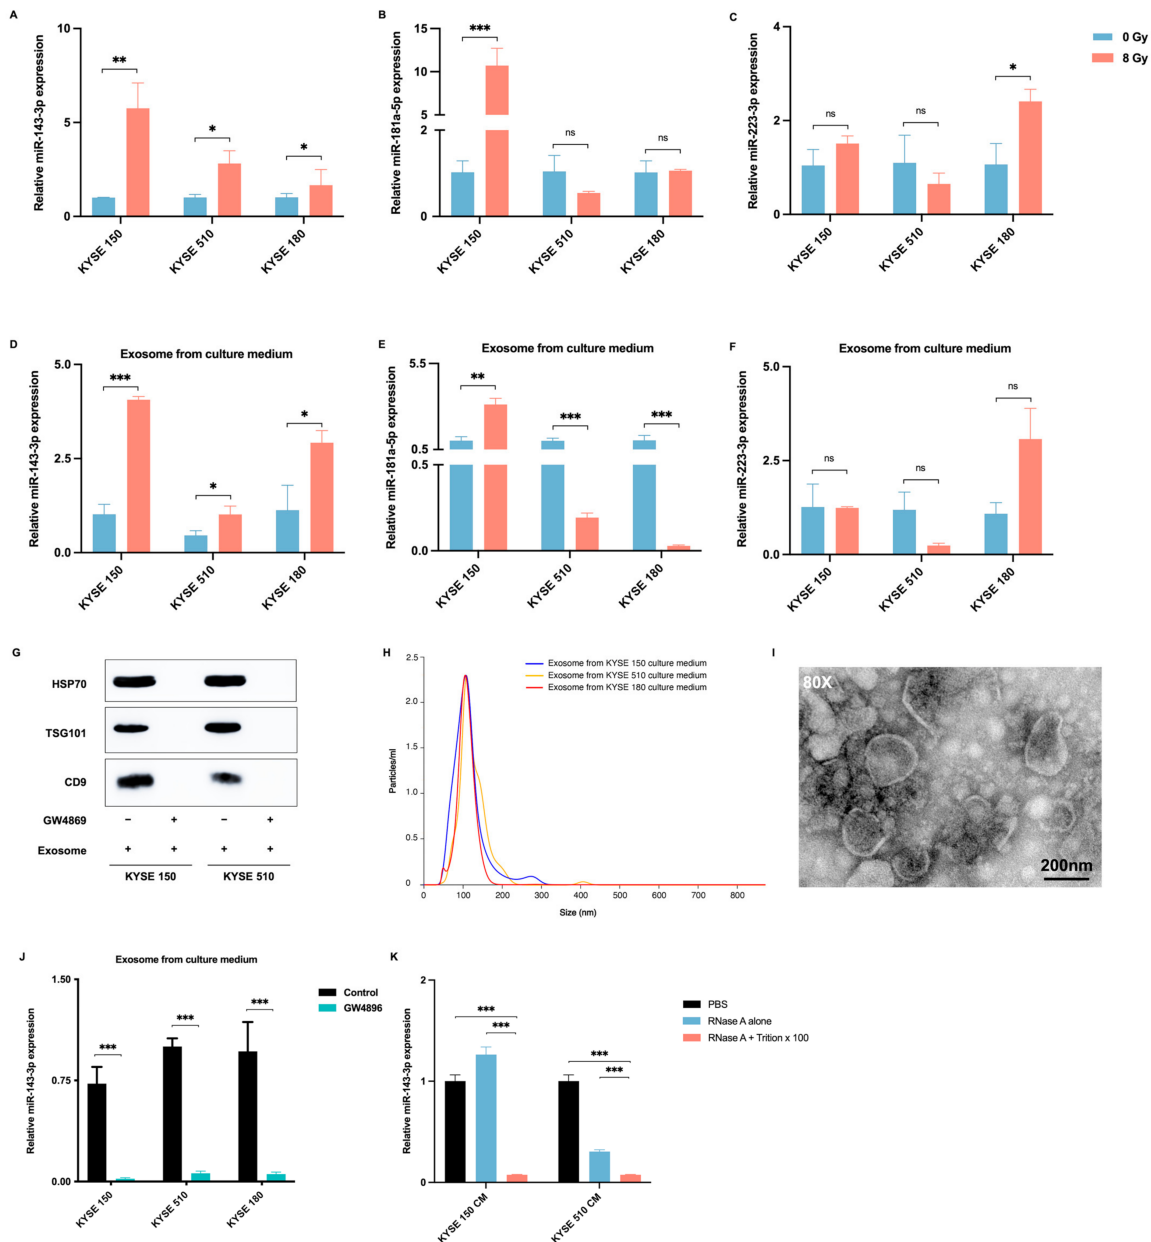 A
Relative miR-143-3p expression
10
5
0
**
*
*
KYSE 150
KYSE 510
KYSE 180
B
Relative miR-181a-5p expression
15
10
5
2
1
0
***
ns
ns
KYSE 150
KYSE 510
KYSE 180
C
Relative miR-223-3p expression
4
2
0
ns
ns
*
KYSE 150
KYSE 510
KYSE 180
0 Gy
8 Gy
D
Exosome from culture medium
Relative miR-143-3p expression
5.0
2.5
0.0
***
*
*
KYSE 150
KYSE 510
KYSE 180
E
Exosome from culture medium
Relative miR-181a-5p expression
5.5
0.5
0.5
0.0
**
***
***
KYSE 150
KYSE 510
KYSE 180
F
Exosome from culture medium
Relative miR-223-3p expression
5.0
2.5
0.0
ns
ns
ns
KYSE 150
KYSE 510
KYSE 180
G
HSP70
TSG101
CD9
GW4869 – + – +
Exosome + + + +
KYSE 150 KYSE 510
H
Particles/ml
2.5
2.0
1.5
1.0
0.5
0
0 100 200 300 400 500 600 700 800
Size (nm)
Exosome from KYSE 150 culture medium
Exosome from KYSE 510 culture medium
Exosome from KYSE 180 culture medium
I
80X
200nm
J
Exosome from culture medium
Relative miR-143-3p expression
1.50
0.75
0.00
***
***
***
KYSE 150
KYSE 510
KYSE 180
Control
GW4896
K
Relative miR-143-3p expression
2
1
0
***
***
***
***
KYSE 150 CM
KYSE 510 CM
PBS
RNase A alone
RNase A + Trition x 100